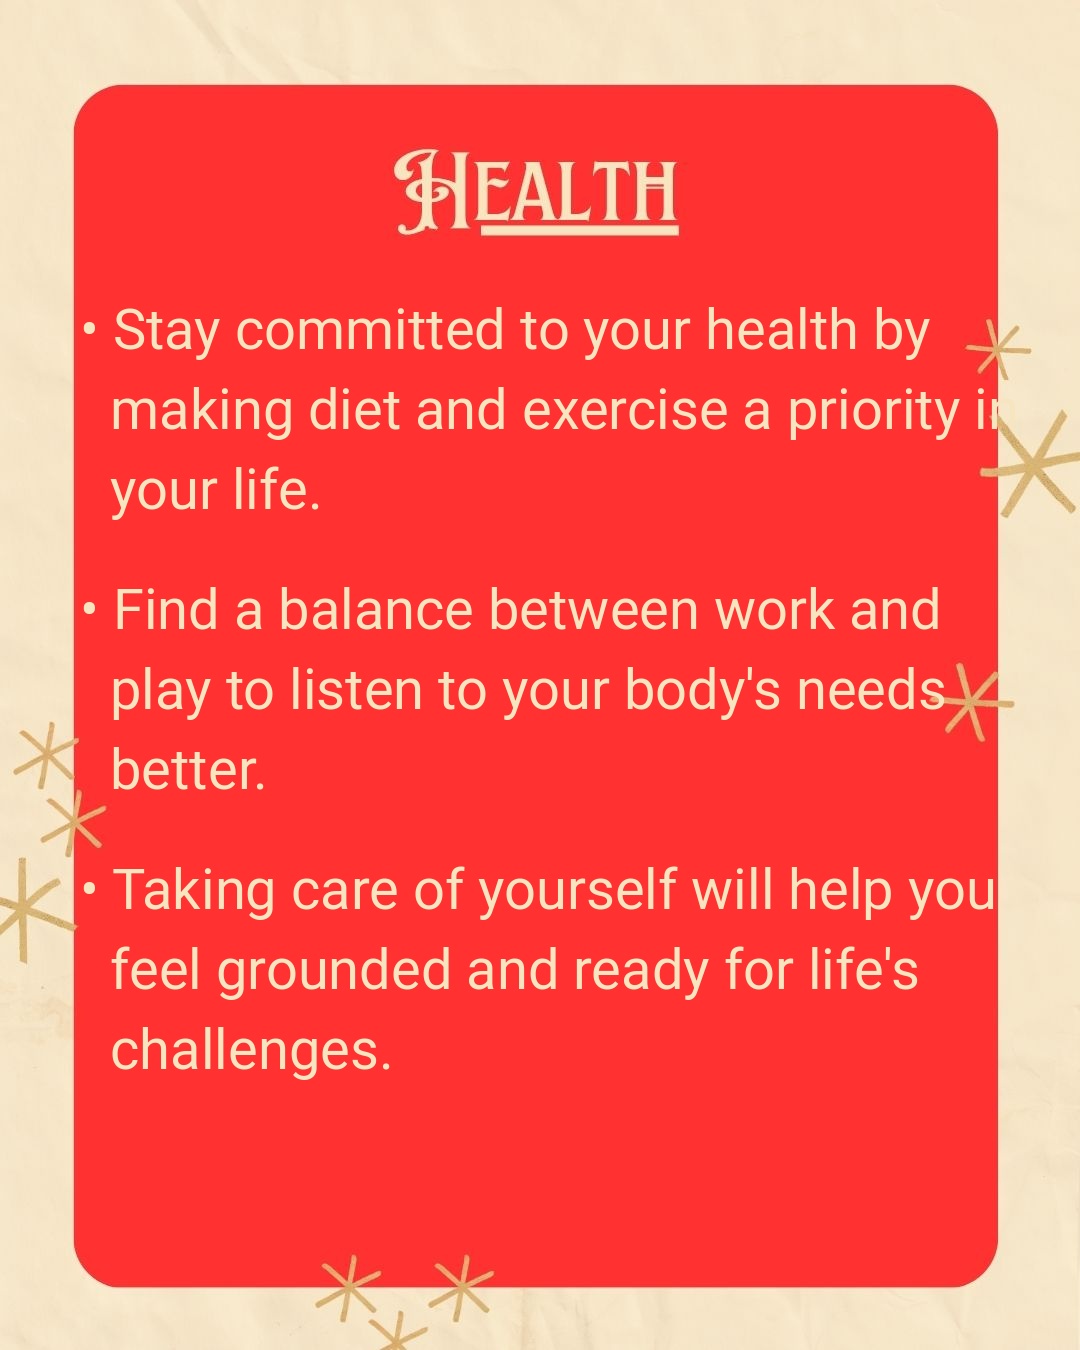 Health
• Stay committed to your health by
making diet and exercise a priority in
your life.
• Find a balance between work and
play to listen to your body's needs
better.
• Taking care of yourself will help you
feel grounded and ready for life's
challenges.